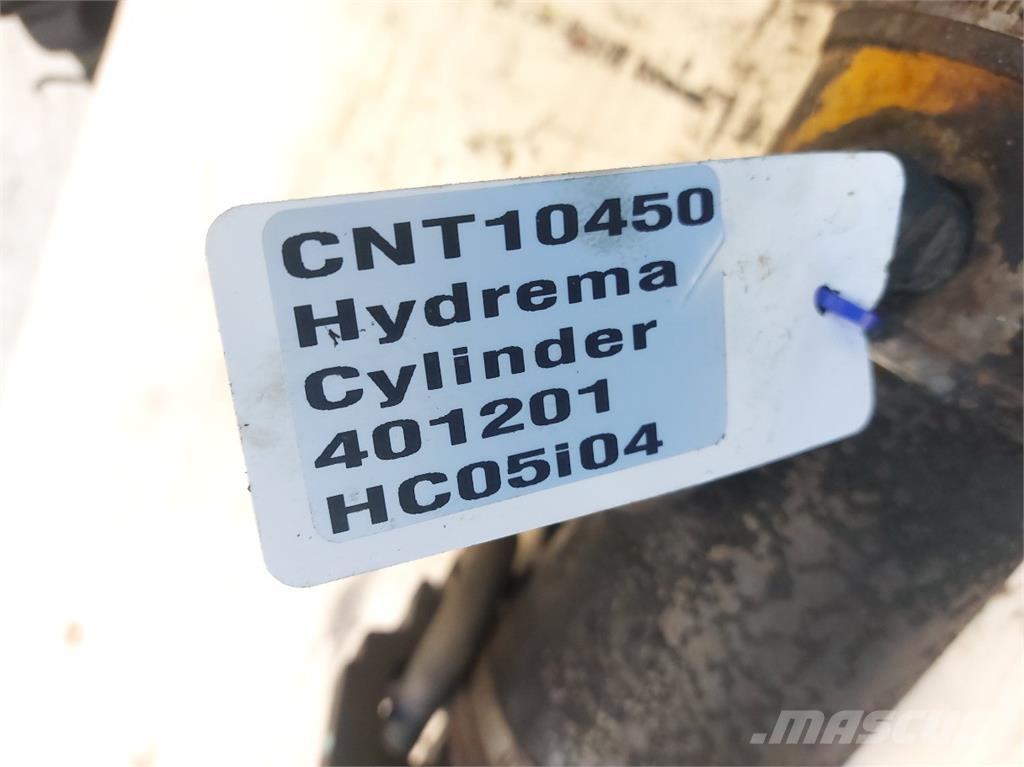 CNT10450
Hydrema
Cylinder
401201
HC05i04
MASCUS